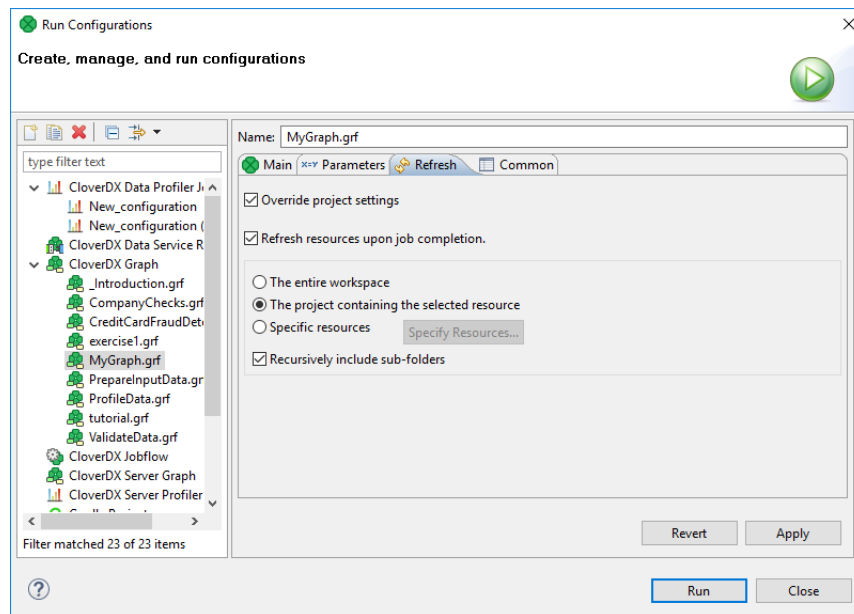 Run Configurations
Create, manage, and run configurations
Name: MyGraph.grf
type filter text
Main x=y Parameters Refresh Common
CloverDX Data Profiler J
New_configuration
New_configuration (
CloverDX Data Service R
CloverDX Graph
_Introduction.grf
CompanyChecks.grf
CreditCardFraudDet
exercise1.grf
MyGraph.grf
PrepareInputData.gr
ProfileData.grf
tutorial.grf
ValidateData.grf
CloverDX Jobflow
CloverDX Server Graph
CloverDX Server Profiler
Filter matched 23 of 23 items
Override project settings
Refresh resources upon job completion.
The entire workspace
The project containing the selected resource
Specific resources Specify Resources...
Recursively include sub-folders
Revert Apply
Run Close